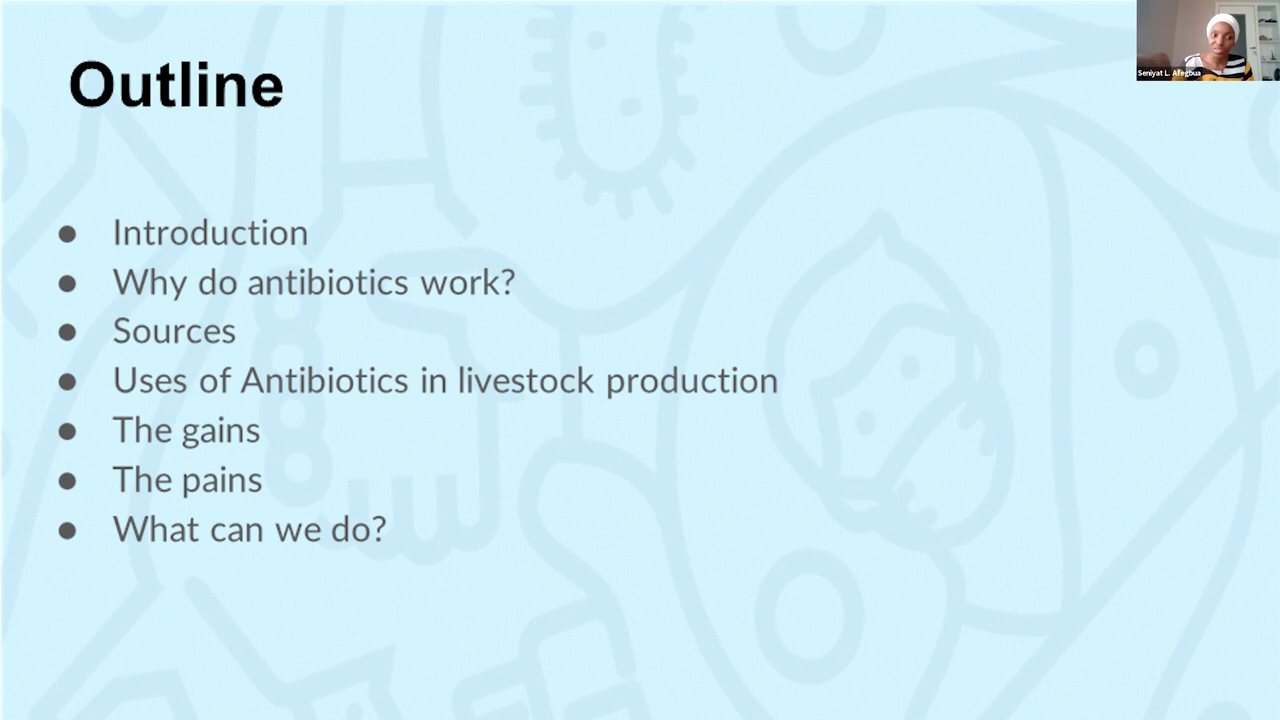 Outline
Seniyat L. Afegbua
● Introduction
● Why do antibiotics work?
● Sources
● Uses of Antibiotics in livestock production
● The gains
● The pains
● What can we do?